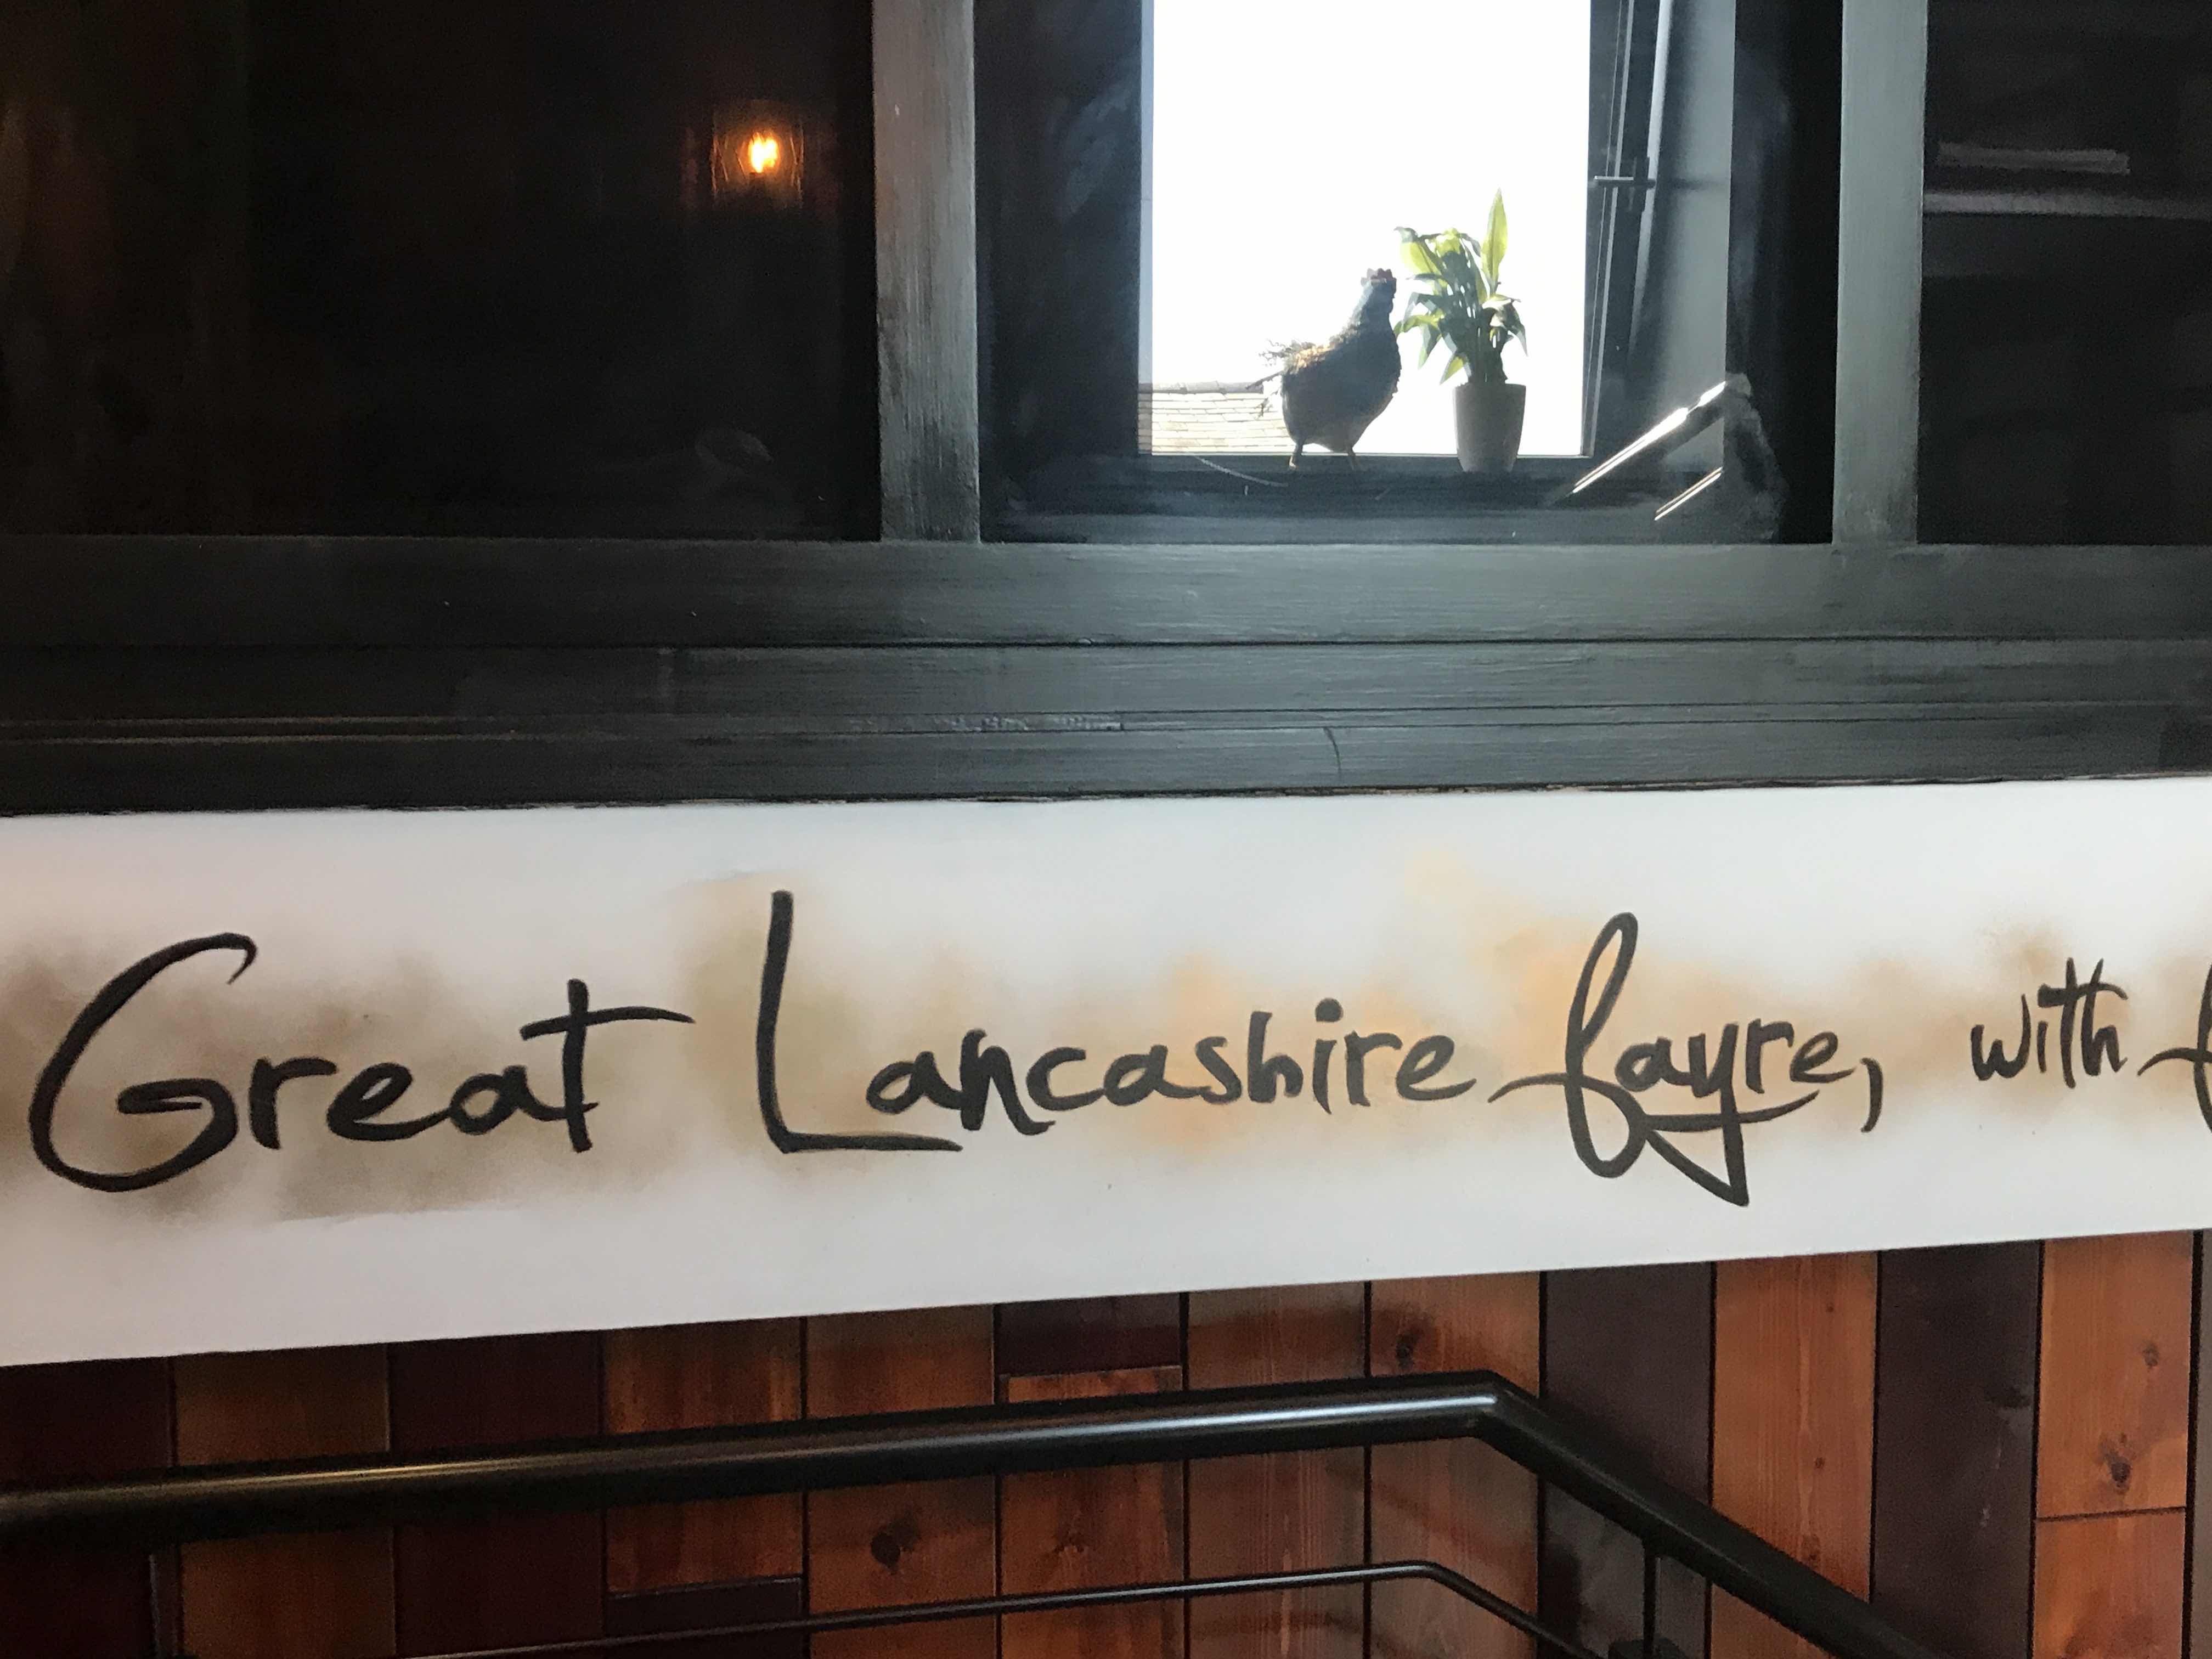 Great Lancashire fayre, with